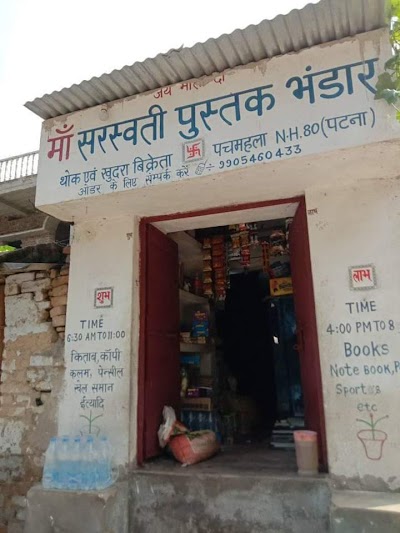 जय माता दी
माँ सरस्वती पुस्तक भंडार
थोक एवं खुदरा बिक्रेता
पचमहला N.H.80 (पटना)
ऑडर के लिए सम्पर्क करें
9905460433
शुभ
लाभ
TIME
6:30 AM TO 11:00
किताब, कॉपी
कलम, पेन्सील
खेल समान
ईत्यादि
TIME
4:00 PM TO 8
Books
Note Book, P
Sports
etc